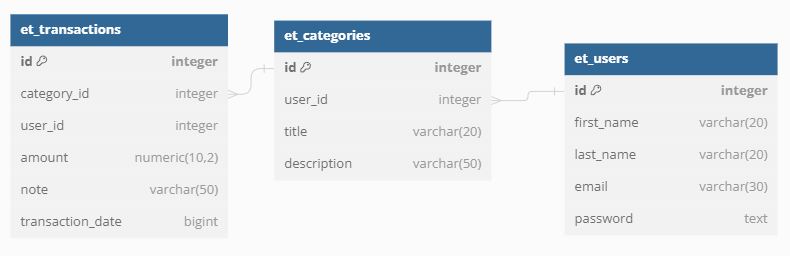 et_transactions
id integer
category_id integer
user_id integer
amount numeric(10,2)
note varchar(50)
transaction_date bigint
et_categories
id integer
user_id integer
title varchar(20)
description varchar(50)
et_users
id integer
first_name varchar(20)
last_name varchar(20)
email varchar(30)
password text